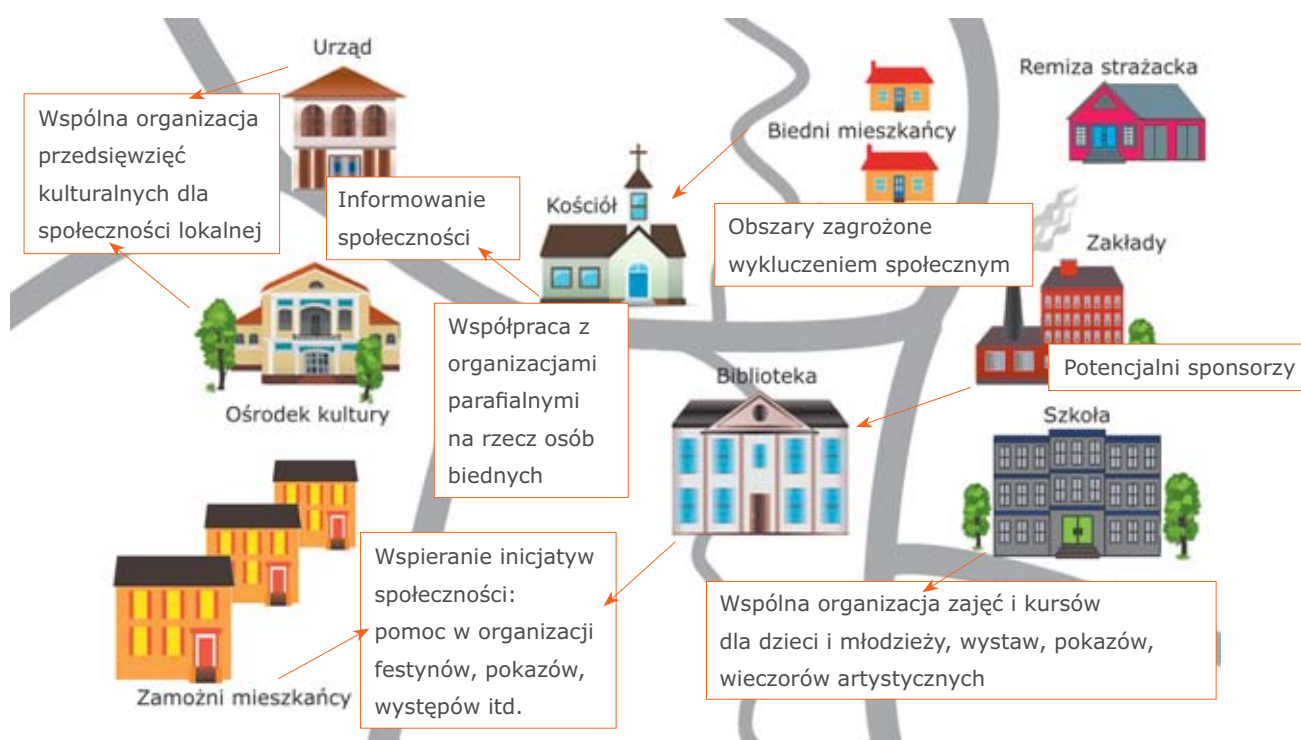 Urząd
Remiza strażacka
Wspólna organizacja
przedsięwzięć
kulturalnych dla
społeczności lokalnej
Biedni mieszkańcy
Informowanie
społeczności
Kościół
Obszary zagrożone
wykluczeniem społecznym
Zakłady
Współpraca z
organizacjami
parafialnymi
na rzecz osób
biednych
Potencjalni sponsorzy
Biblioteka
Ośrodek kultury
Szkoła
Wspieranie inicjatyw
społeczności:
pomoc w organizacji
festynów, pokazów,
występów itd.
Wspólna organizacja zajęć i kursów
dla dzieci i młodzieży, wystaw, pokazów,
wieczorów artystycznych
Zamożni mieszkańcy